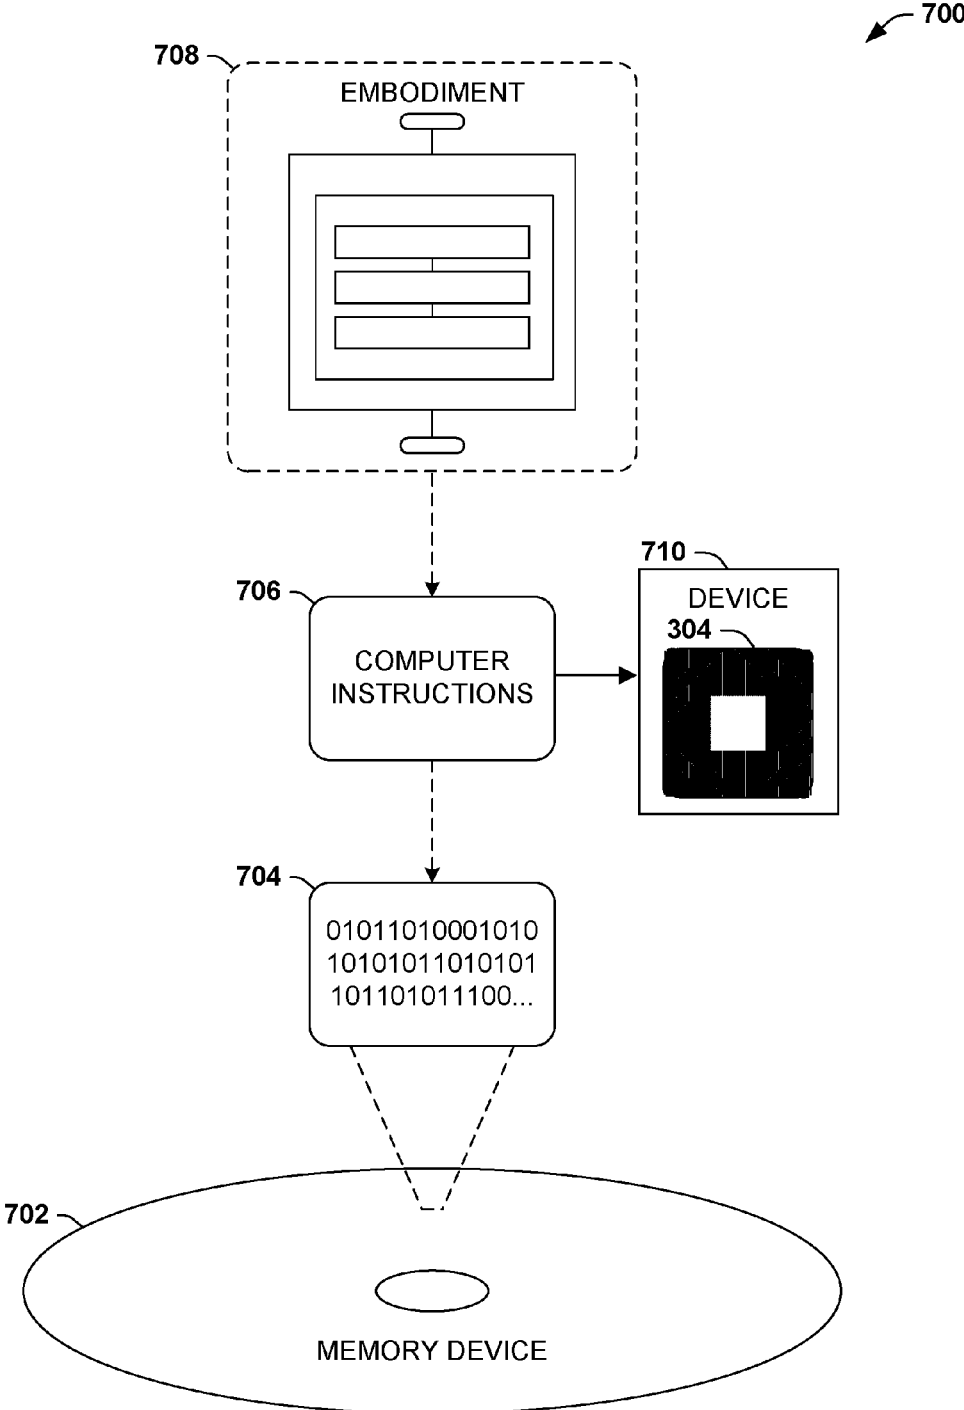 700
708
EMBODIMENT
710
DEVICE
304
706
COMPUTER
INSTRUCTIONS
704
01011010001010
10101011010101
101101011100...
702
MEMORY DEVICE